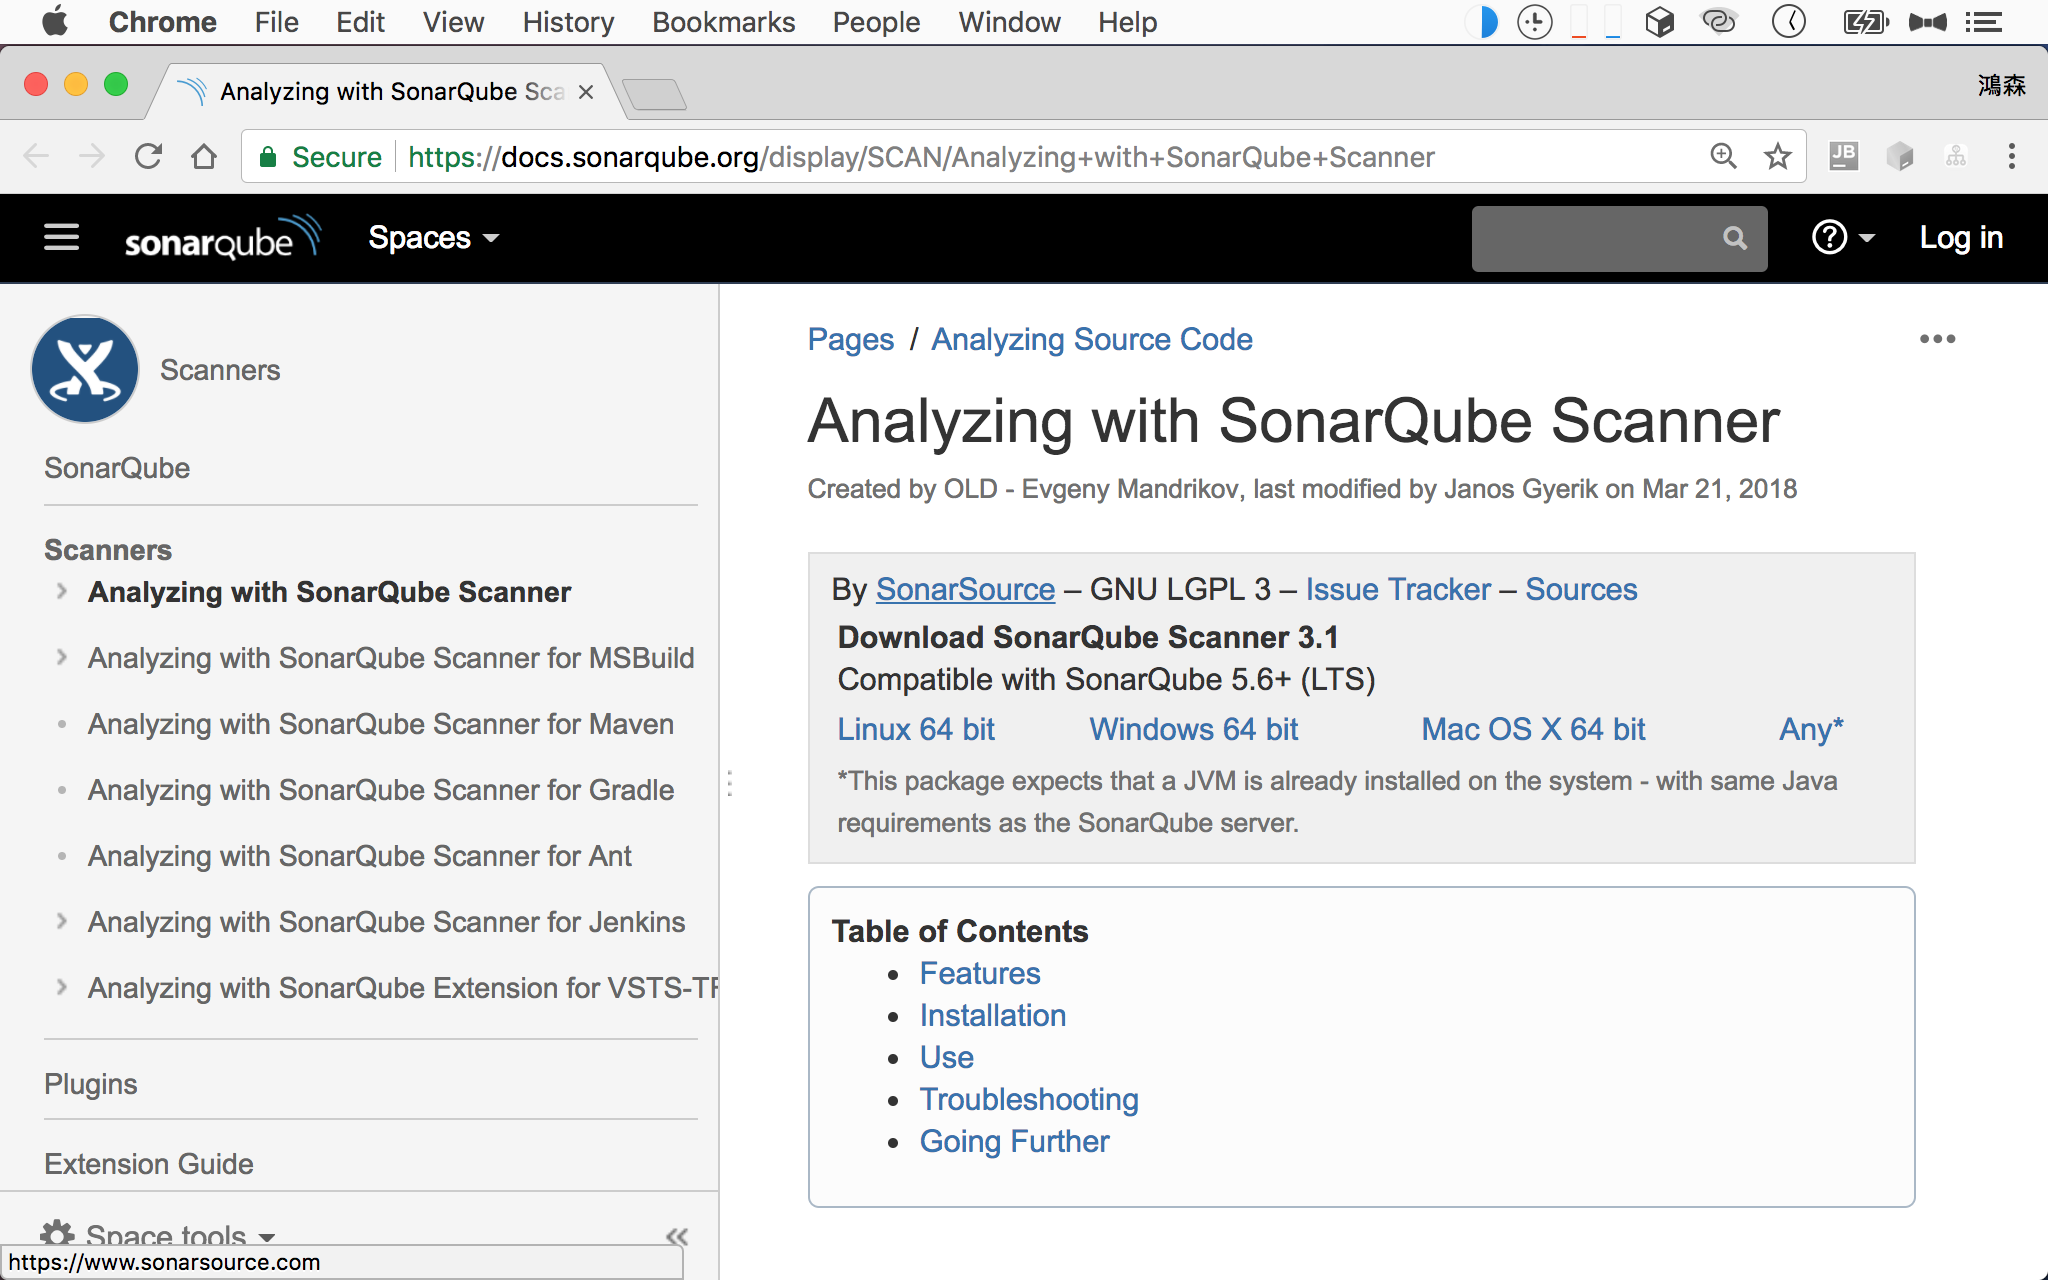 Chrome File Edit View History Bookmarks People Window Help
Analyzing with SonarQube Sca
鴻森
Secure https://docs.sonarqube.org/display/SCAN/Analyzing+with+SonarQube+Scanner
JB
sonarqube Spaces Log in
Scanners
SonarQube
Scanners
Analyzing with SonarQube Scanner
Analyzing with SonarQube Scanner for MSBuild
Analyzing with SonarQube Scanner for Maven
Analyzing with SonarQube Scanner for Gradle
Analyzing with SonarQube Scanner for Ant
Analyzing with SonarQube Scanner for Jenkins
Analyzing with SonarQube Extension for VSTS-TF
Plugins
Extension Guide
Space tools
https://www.sonarsource.com
Pages / Analyzing Source Code
Analyzing with SonarQube Scanner
Created by OLD - Evgeny Mandrikov, last modified by Janos Gyerik on Mar 21, 2018
By SonarSource – GNU LGPL 3 – Issue Tracker – Sources
Download SonarQube Scanner 3.1
Compatible with SonarQube 5.6+ (LTS)
Linux 64 bit Windows 64 bit Mac OS X 64 bit Any*
*This package expects that a JVM is already installed on the system - with same Java
requirements as the SonarQube server.
Table of Contents
Features
Installation
Use
Troubleshooting
Going Further